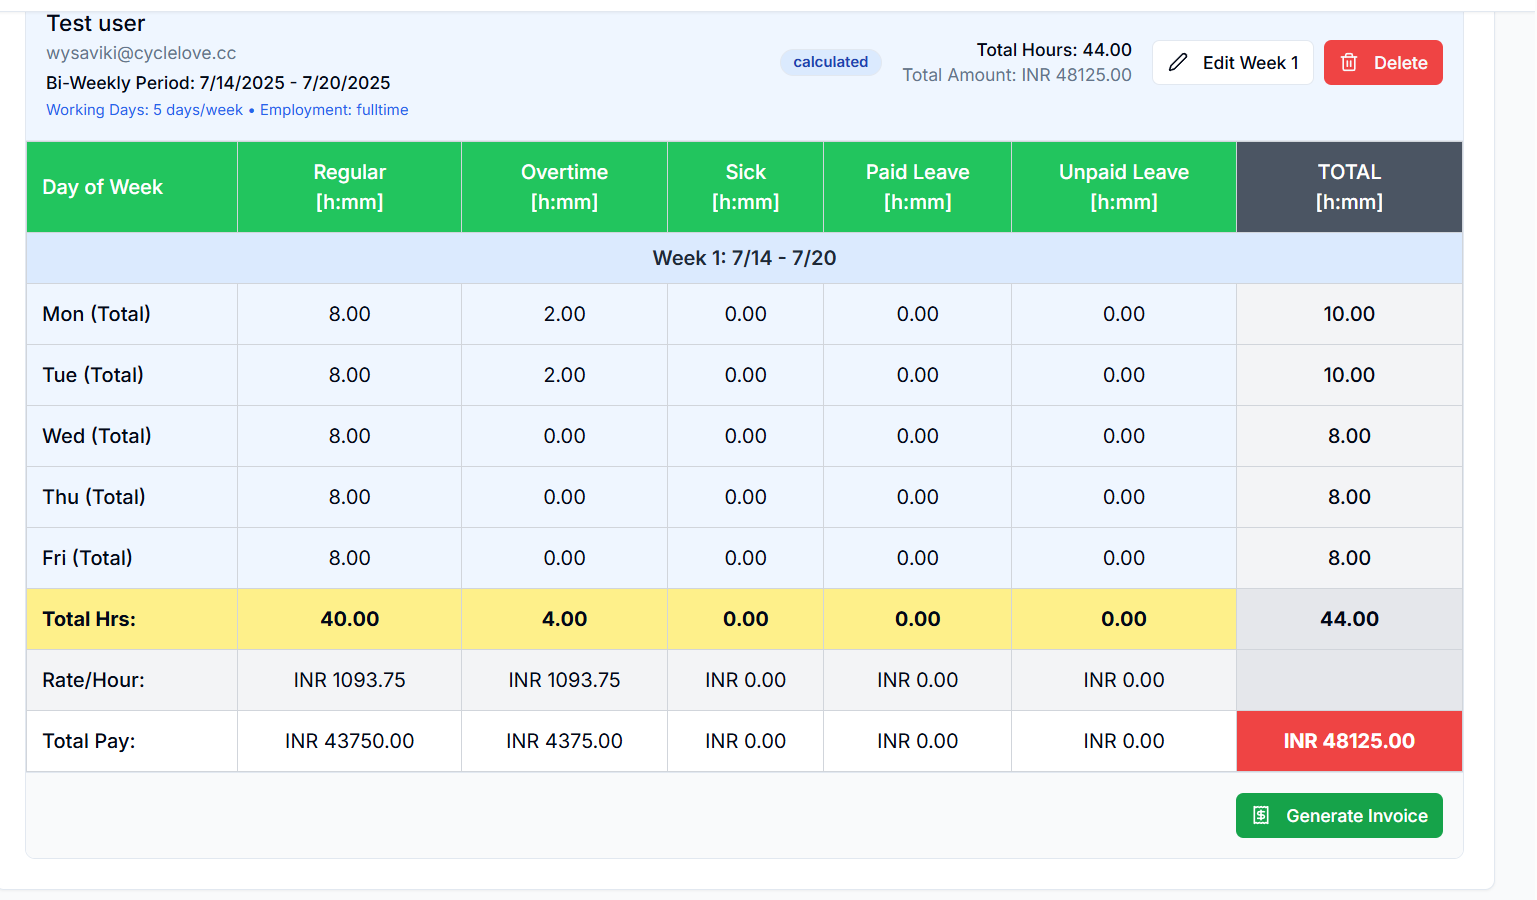 Test user
wysaviki@cyclelove.cc
Bi-Weekly Period: 7/14/2025 - 7/20/2025
Working Days: 5 days/week • Employment: fulltime
calculated
Total Hours: 44.00
Total Amount: INR 48125.00
Edit Week 1
Delete
Day of Week Regular [h:mm] Overtime [h:mm] Sick [h:mm] Paid Leave [h:mm] Unpaid Leave [h:mm] TOTAL [h:mm]
Week 1: 7/14 - 7/20
Mon (Total) 8.00 2.00 0.00 0.00 0.00 10.00
Tue (Total) 8.00 2.00 0.00 0.00 0.00 10.00
Wed (Total) 8.00 0.00 0.00 0.00 0.00 8.00
Thu (Total) 8.00 0.00 0.00 0.00 0.00 8.00
Fri (Total) 8.00 0.00 0.00 0.00 0.00 8.00
Total Hrs: 40.00 4.00 0.00 0.00 0.00 44.00
Rate/Hour: INR 1093.75 INR 1093.75 INR 0.00 INR 0.00 INR 0.00
Total Pay: INR 43750.00 INR 4375.00 INR 0.00 INR 0.00 INR 0.00 INR 48125.00
Generate Invoice